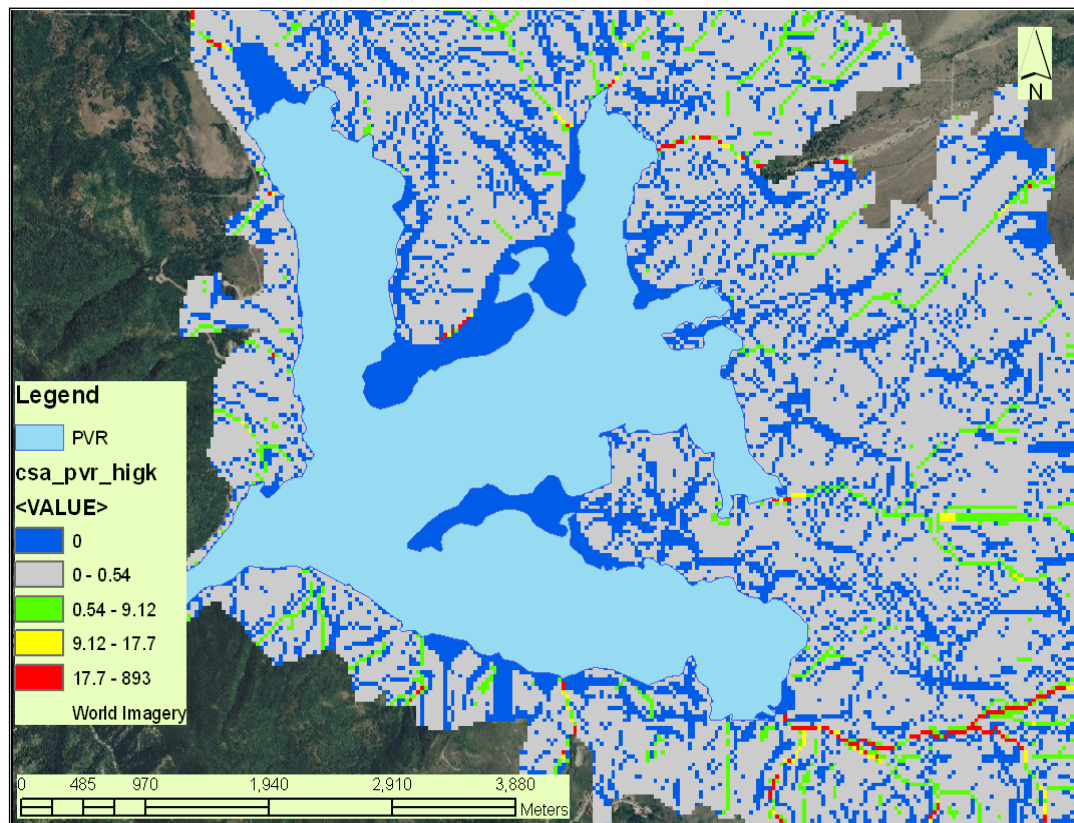 N
Legend
PVR
csa_pvr_higk
<VALUE>
0
0 - 0.54
0.54 - 9.12
9.12 - 17.7
17.7 - 893
World Imagery
0 485 970 1,940 2,910 3,880
Meters